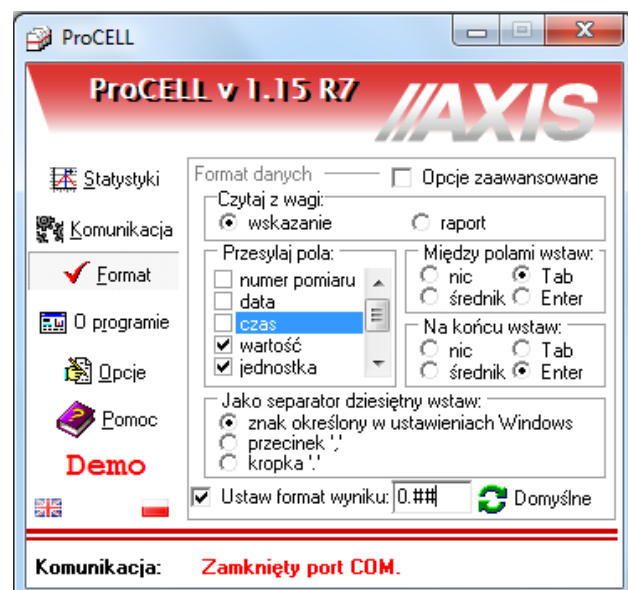 ProCELL
ProCELL v 1.15 R7
AXIS
Statystyki
Komunikacja
Format
O programie
Opcje
Pomoc
Demo
Format danych
Opcje zaawansowane
Czytaj z wagi:
wskazanie raport
Przesylaj pola:
numer pomiaru
data
czas
wartość
jednostka
Między polami wstaw:
nic Tab
średnik Enter
Na końcu wstaw:
nic Tab
średnik Enter
Jako separator dziesiętny wstaw:
znak określony w ustawieniach Windows
przecinek ','
kropka '.'
Ustaw format wyniku: 0.## Domyślne
Komunikacja: Zamknięty port COM.